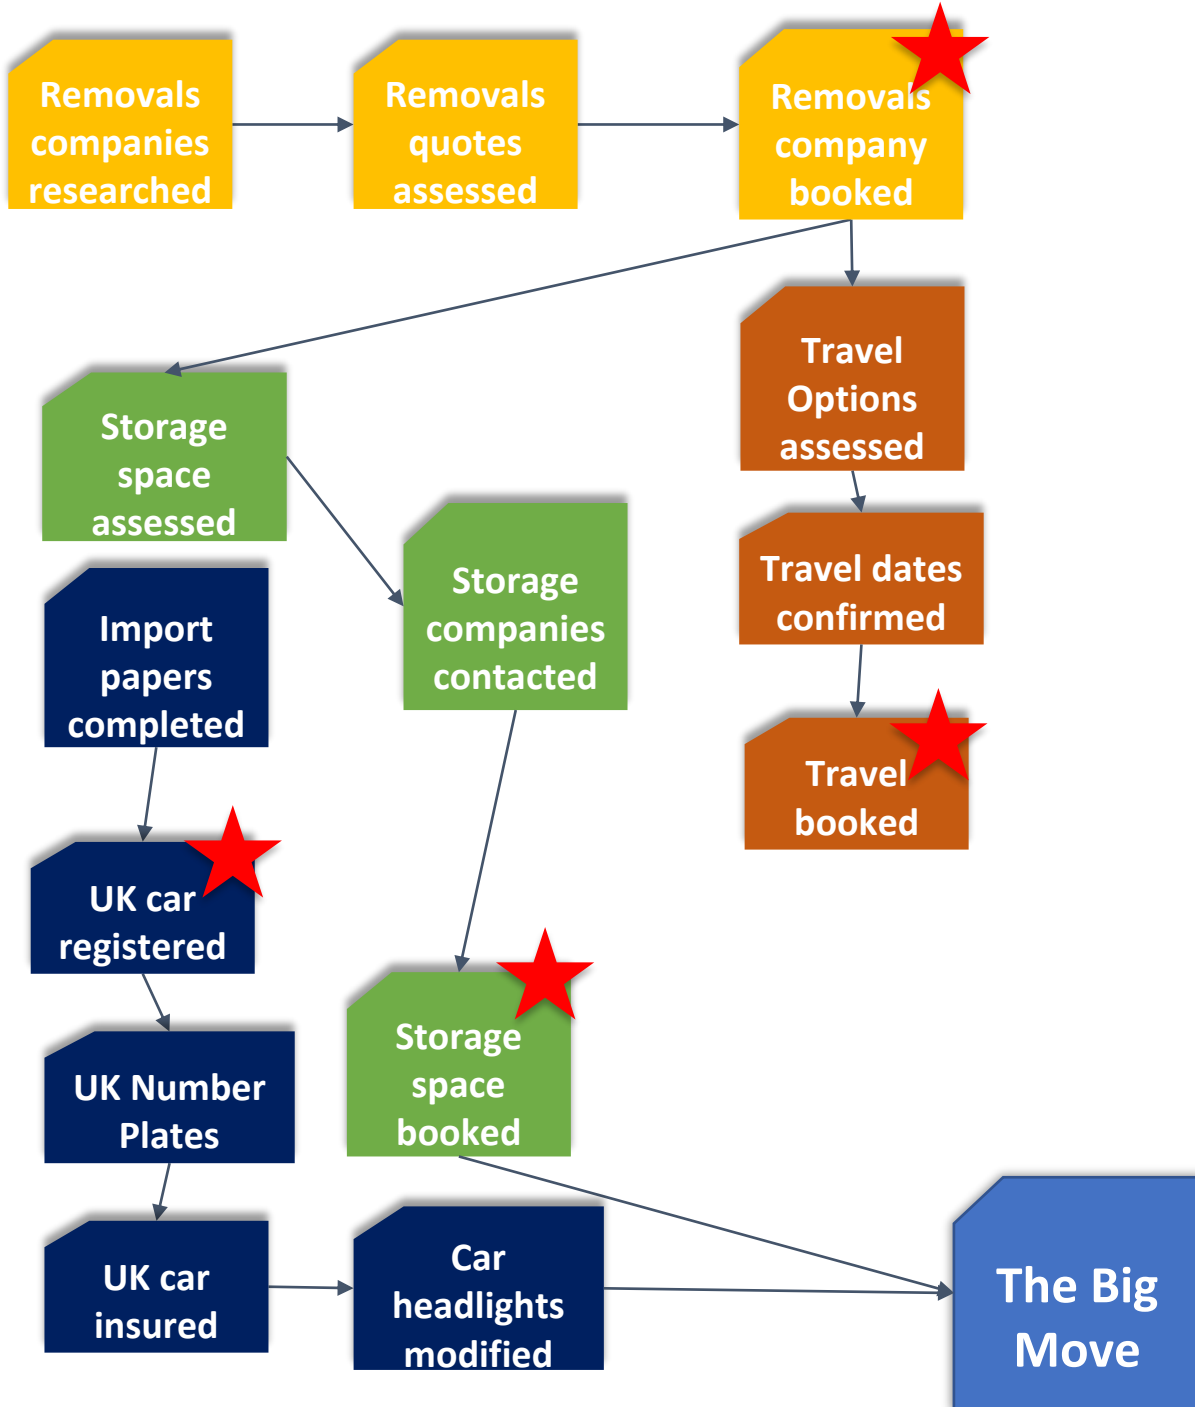 Removals
companies
researched
Removals
quotes
assessed
Removals
company
booked
Travel
Options
assessed
Storage
space
assessed
Storage
companies
contacted
Travel dates
confirmed
Import
papers
completed
Travel
booked
UK car
registered
Storage
space
booked
UK Number
Plates
UK car
insured
Car
headlights
modified
The Big
Move